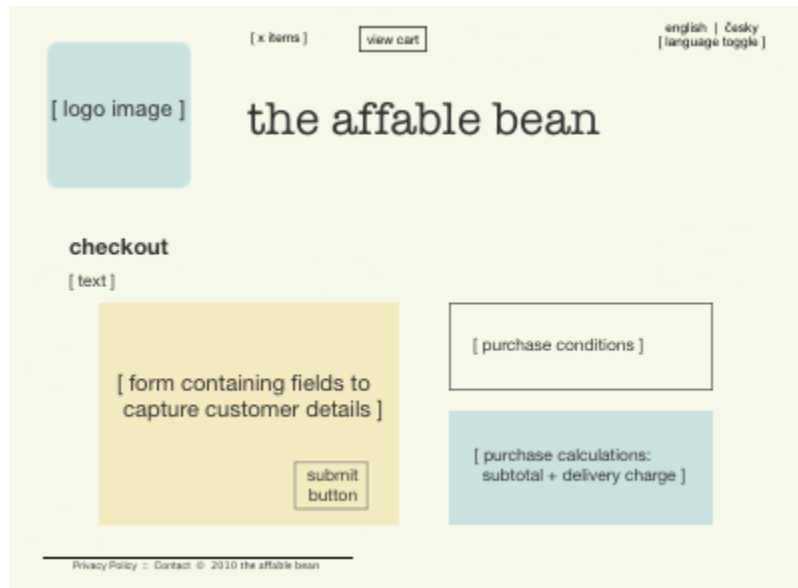 [ x items ]
view cart
english | česky
[ language toggle ]
[ logo image ]
the affable bean
checkout
[ text ]
[ form containing fields to
capture customer details ]
submit
button
[ purchase conditions ]
[ purchase calculations:
subtotal + delivery charge ]
Privacy Policy :: Contact © 2010 the affable bean